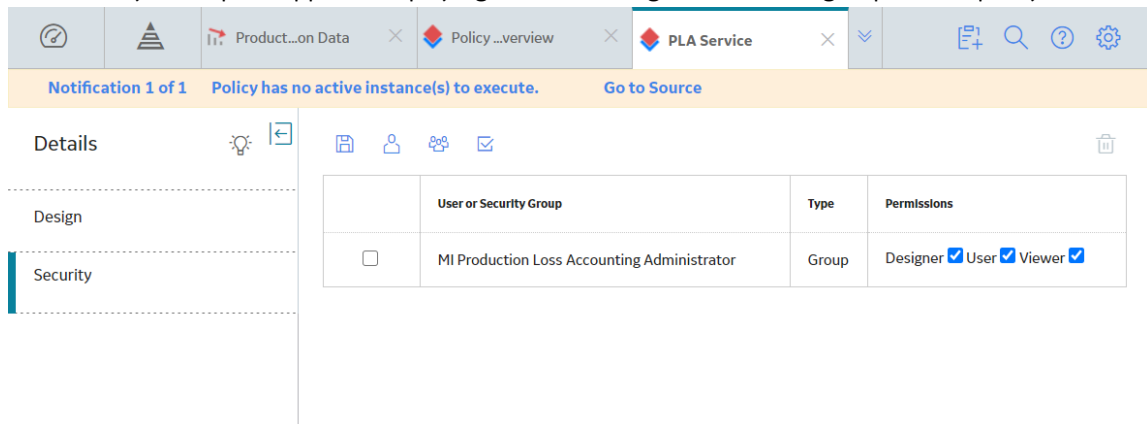 Product...on Data
Policy ...verview
PLA Service
Notification 1 of 1 Policy has no active instance(s) to execute. Go to Source
Details
Design
Security
User or Security Group Type Permissions
MI Production Loss Accounting Administrator Group Designer User Viewer